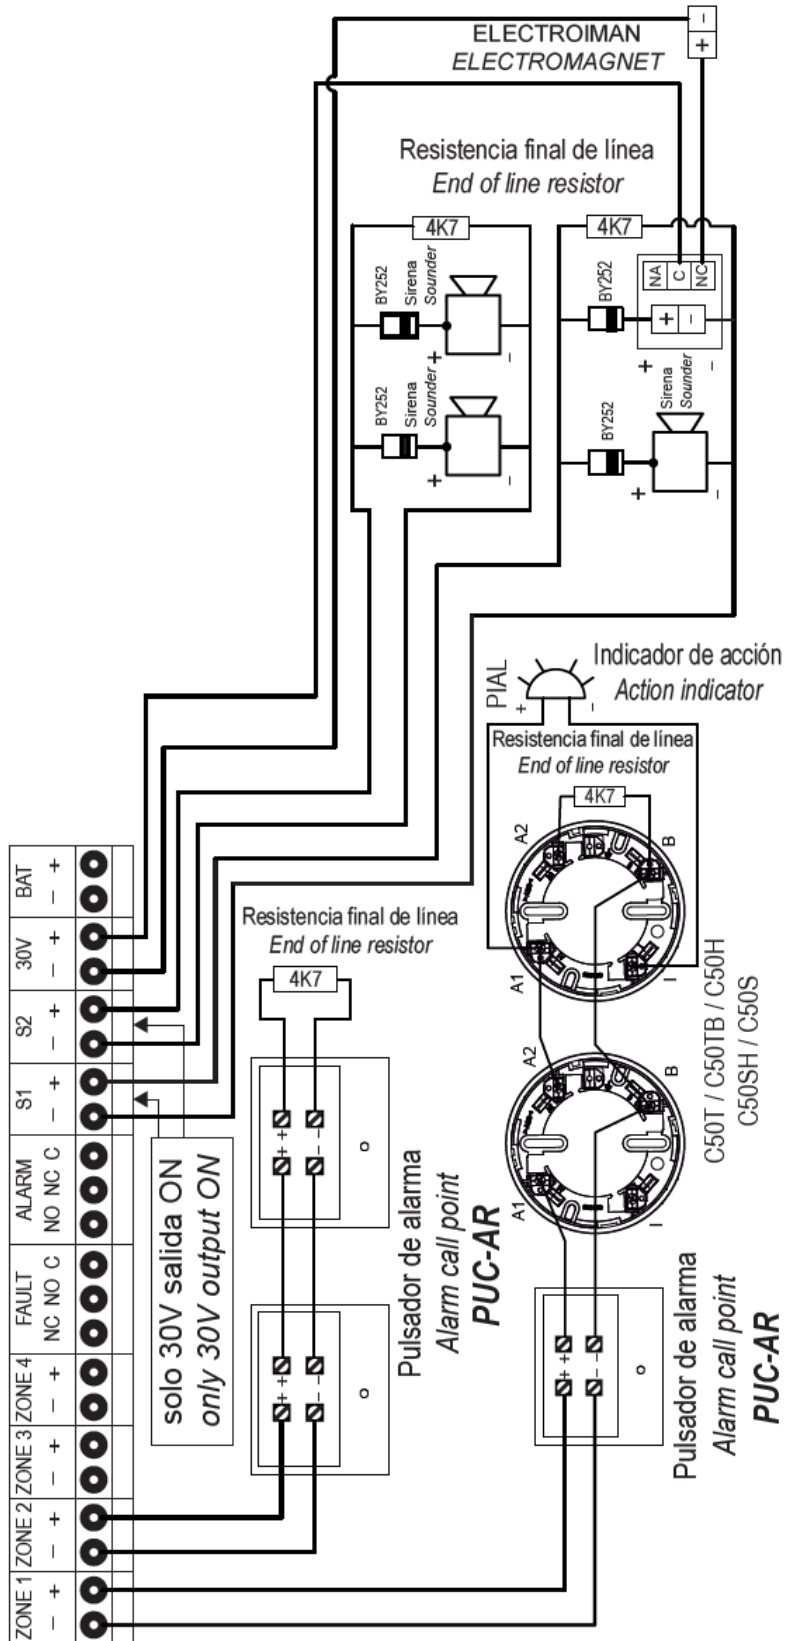 ELECTROIMAN
ELECTROMAGNET
−
+
Resistencia final de línea
End of line resistor
4K7
4K7
BY252
Sirena
Sounder
+
−
BY252
Sirena
Sounder
+
−
BY252
NA
C
NC
+
−
+
−
BY252
Sirena
Sounder
+
−
PIAL
+
−
Indicador de acción
Action indicator
Resistencia final de línea
End of line resistor
4K7
A2
B
A1
I
A2
B
A1
I
C50T / C50TB / C50H
C50SH / C50S
Resistencia final de línea
End of line resistor
4K7
+ +
− −
+ +
− −
Pulsador de alarma
Alarm call point
PUC-AR
+ +
− −
Pulsador de alarma
Alarm call point
PUC-AR
solo 30V salida ON
only 30V output ON
BAT
− +
30V
− +
S2
− +
S1
− +
ALARM
NO NC C
FAULT
NC NO C
ZONE 4
− +
ZONE 3
− +
ZONE 2
− +
ZONE 1
− +